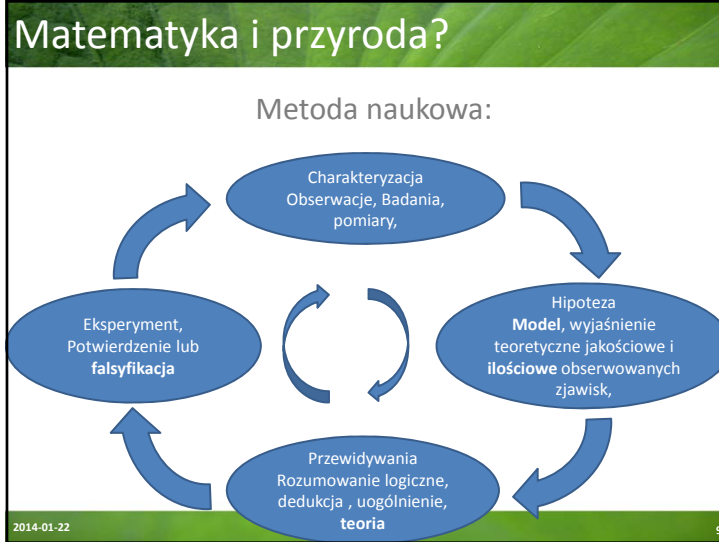 Matematyka i przyroda?
Metoda naukowa:
Charakteryzacja
Obserwacje, Badania,
pomiary,
Hipoteza
Model, wyjaśnienie
teoretyczne jakościowe i
ilościowe obserwowanych
zjawisk,
Eksperyment,
Potwierdzenie lub
falsyfikacja
Przewidywania
Rozumowanie logiczne,
dedukcja , uogólnienie,
teoria
2014-01-22
9